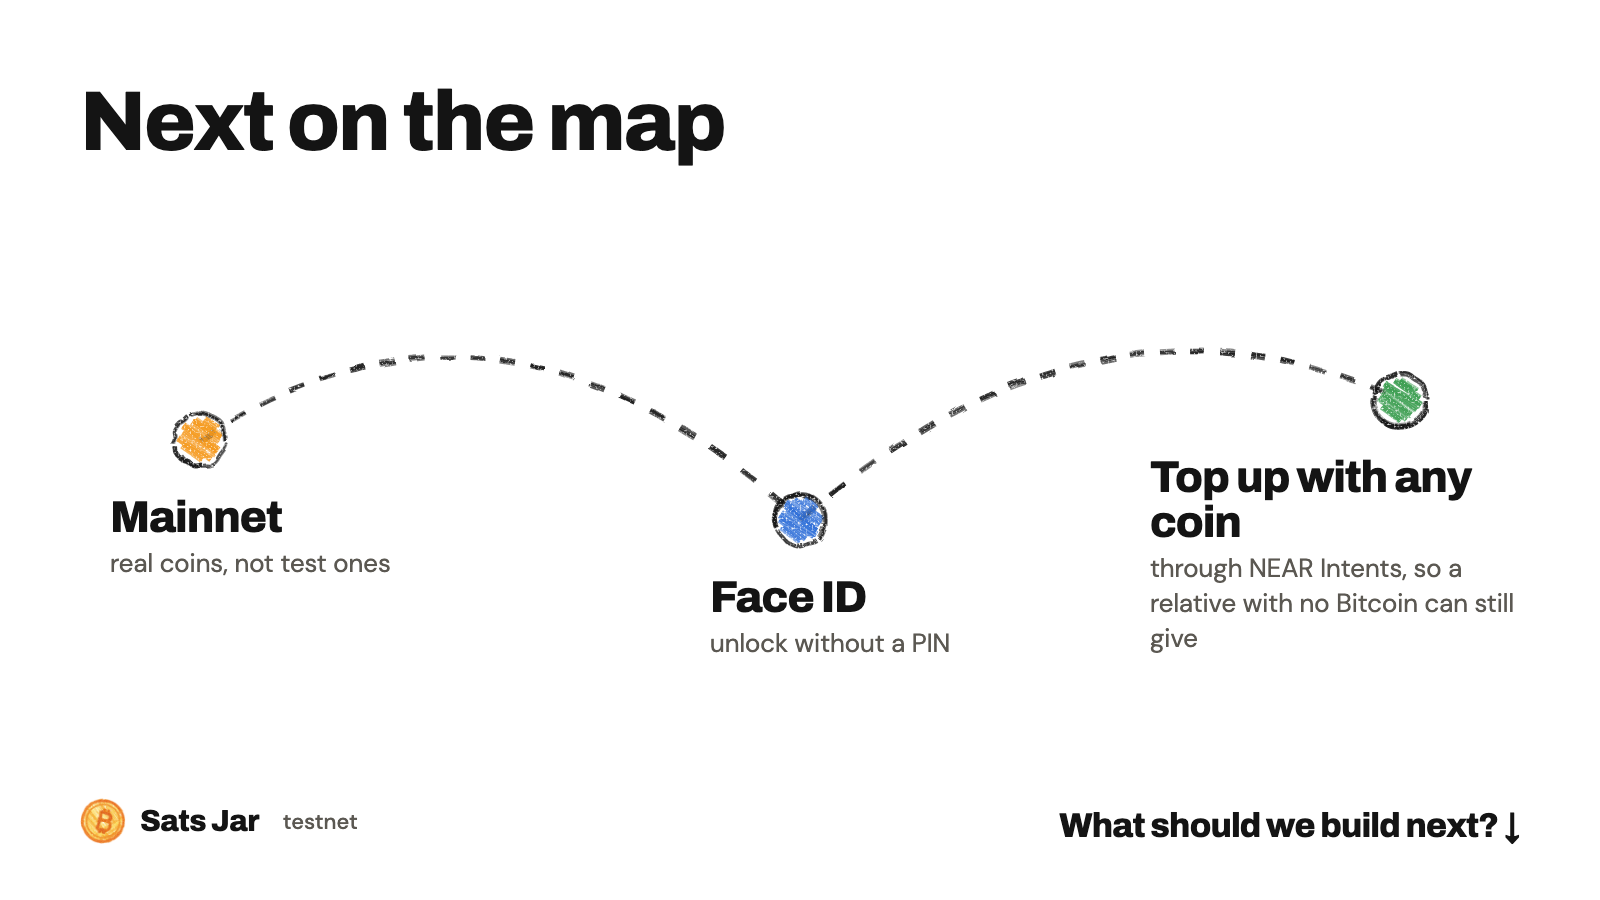 Next on the map
Mainnet
real coins, not test ones
Face ID
unlock without a PIN
Top up with any
coin
through NEAR Intents, so a
relative with no Bitcoin can still
give
Sats Jar testnet
What should we build next? ↓